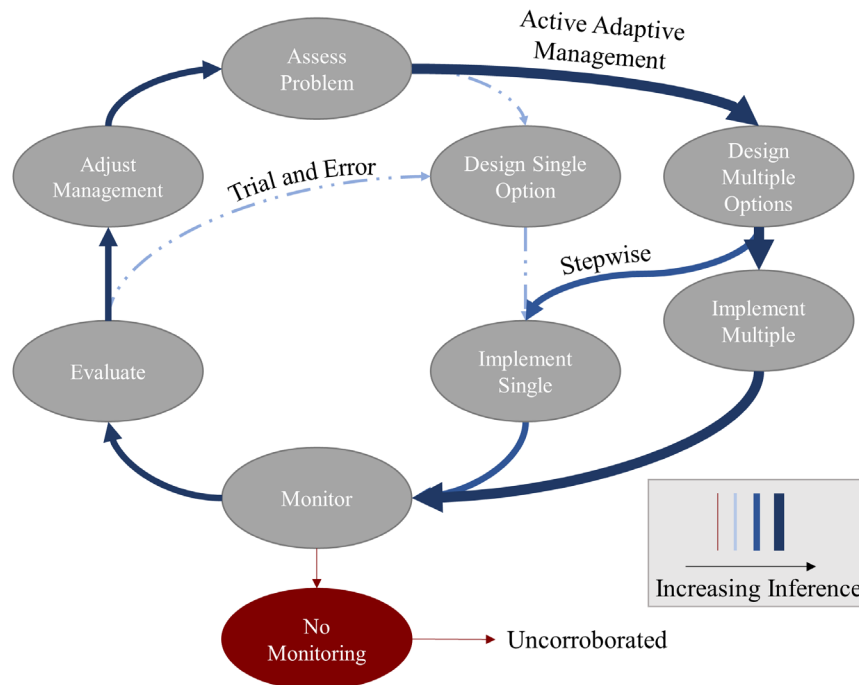 Active Adaptive
Management
Assess
Problem
Adjust
Management
Trial and Error
Design Single
Option
Design
Multiple
Options
Stepwise
Implement
Multiple
Evaluate
Implement
Single
Monitor
Increasing Inference
No
Monitoring
Uncorroborated